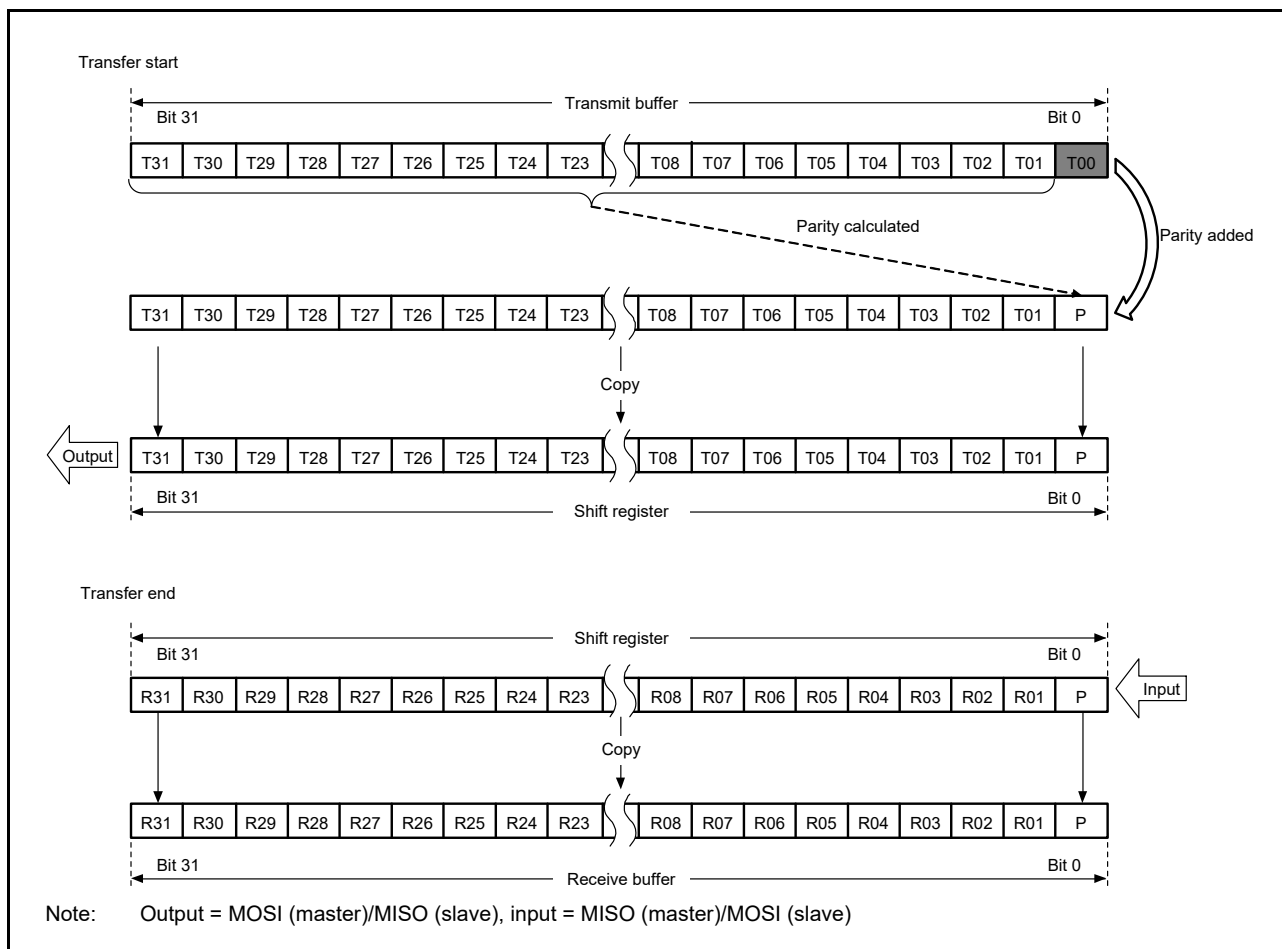 Transfer start
Transmit buffer
Bit 31 Bit 0
T31 T30 T29 T28 T27 T26 T25 T24 T23 T08 T07 T06 T05 T04 T03 T02 T01 T00
Parity calculated
Parity added
T31 T30 T29 T28 T27 T26 T25 T24 T23 T08 T07 T06 T05 T04 T03 T02 T01 P
Copy
Output
T31 T30 T29 T28 T27 T26 T25 T24 T23 T08 T07 T06 T05 T04 T03 T02 T01 P
Bit 31 Bit 0
Shift register
Transfer end
Shift register
Bit 31 Bit 0
R31 R30 R29 R28 R27 R26 R25 R24 R23 R08 R07 R06 R05 R04 R03 R02 R01 P
Input
Copy
R31 R30 R29 R28 R27 R26 R25 R24 R23 R08 R07 R06 R05 R04 R03 R02 R01 P
Bit 31 Bit 0
Receive buffer
Note: Output = MOSI (master)/MISO (slave), input = MISO (master)/MOSI (slave)